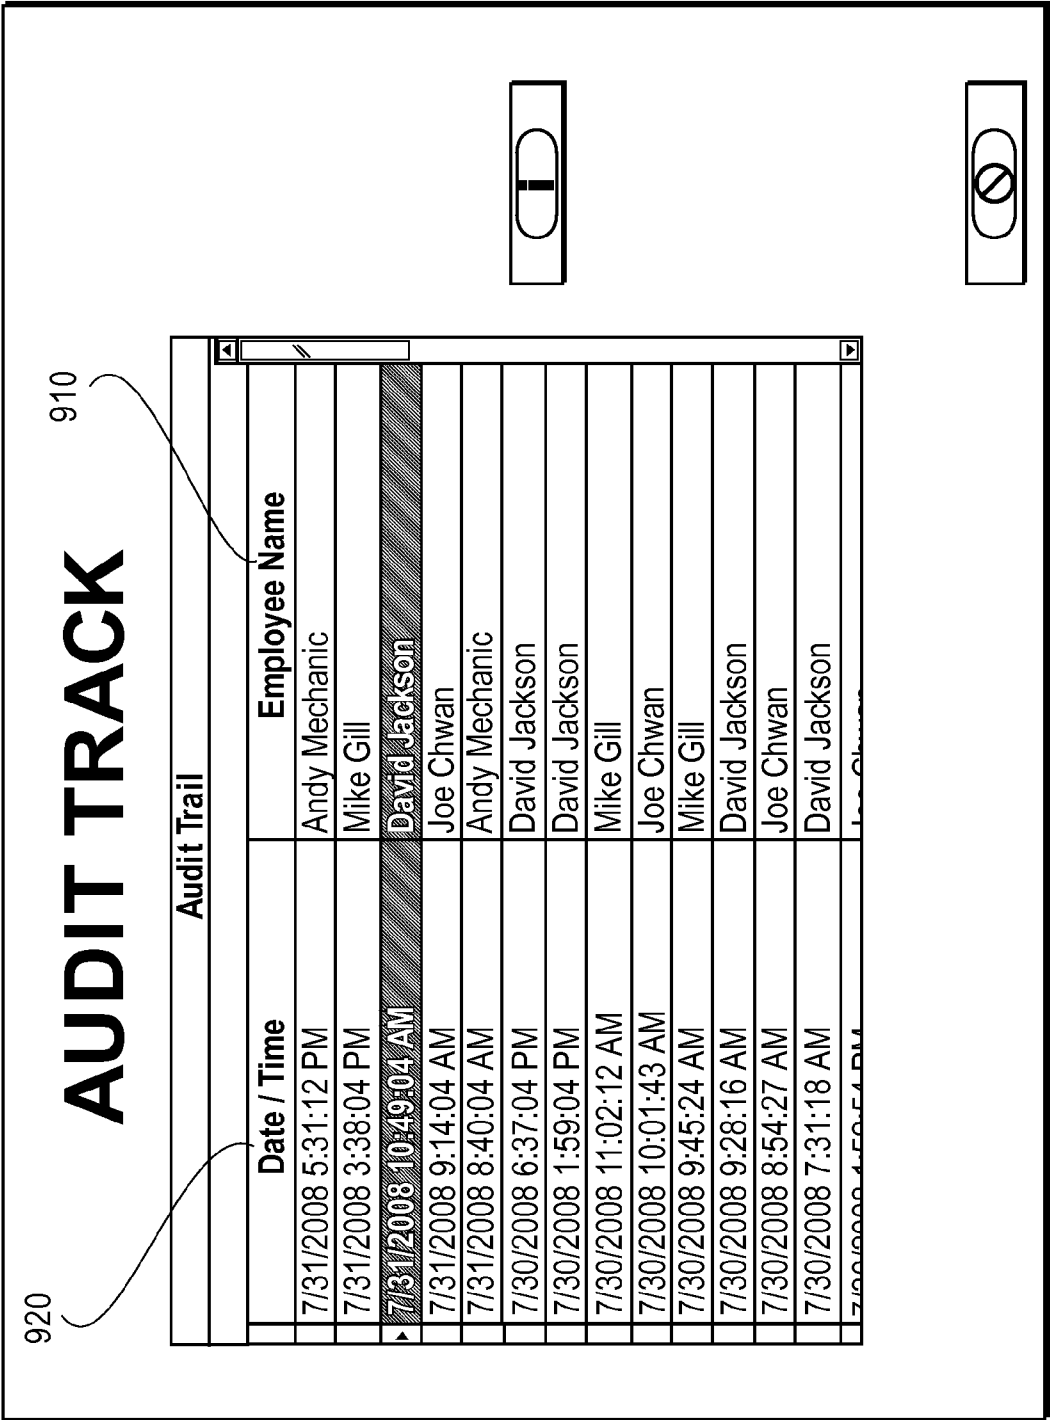 920
910
AUDIT TRACK
Audit Trail
Date / Time Employee Name
7/31/2008 5:31:12 PM Andy Mechanic
7/31/2008 3:38:04 PM Mike Gill
7/31/2008 10:49:04 AM David Jackson
7/31/2008 9:14:04 AM Joe Chwan
7/31/2008 8:40:04 AM Andy Mechanic
7/30/2008 6:37:04 PM David Jackson
7/30/2008 1:59:04 PM David Jackson
7/30/2008 11:02:12 AM Mike Gill
7/30/2008 10:01:43 AM Joe Chwan
7/30/2008 9:45:24 AM Mike Gill
7/30/2008 9:28:16 AM David Jackson
7/30/2008 8:54:27 AM Joe Chwan
7/30/2008 7:31:18 AM David Jackson
i